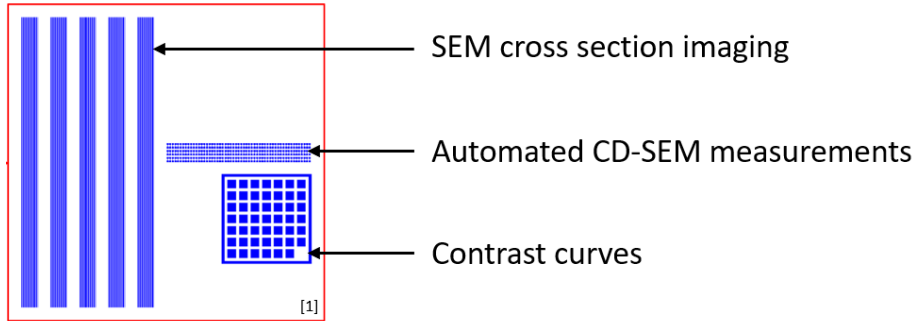 SEM cross section imaging
Automated CD-SEM measurements
Contrast curves
[1]